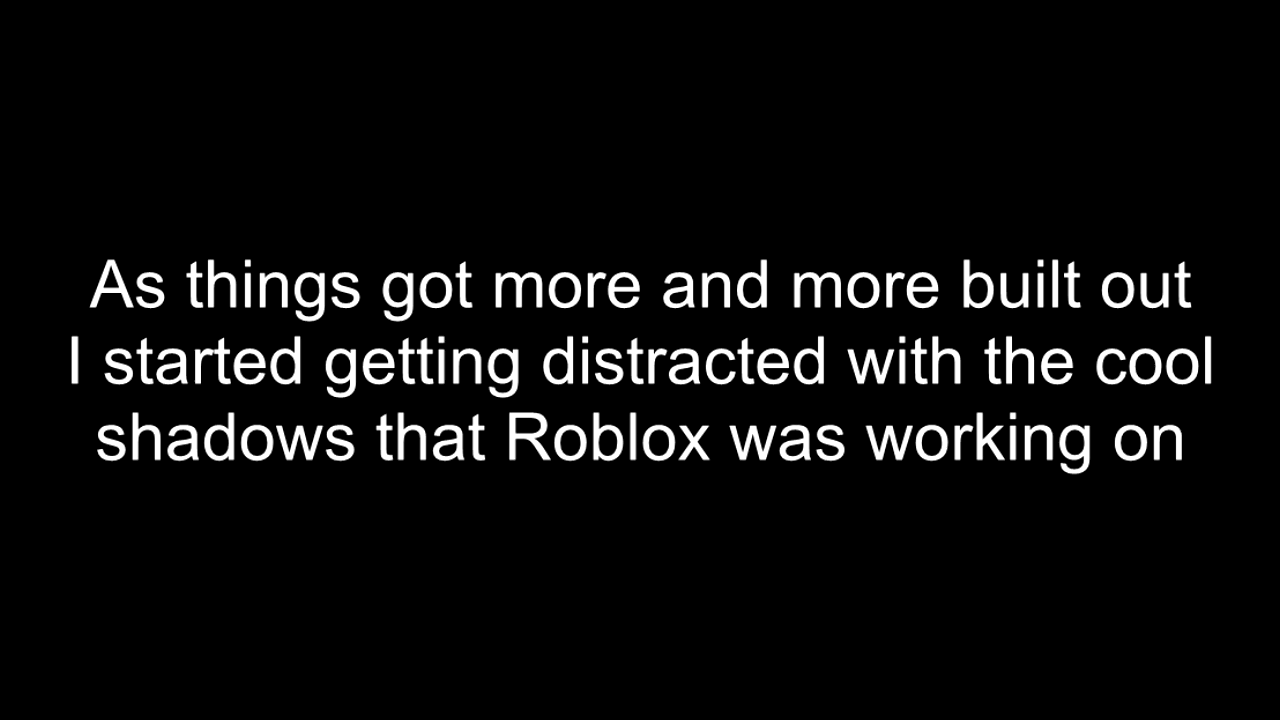 As things got more and more built out
I started getting distracted with the cool
shadows that Roblox was working on